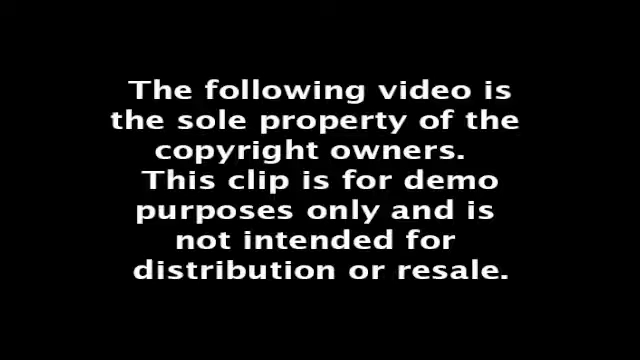 The following video is
the sole property of the
copyright owners.
This clip is for demo
purposes only and is
not intended for
distribution or resale.